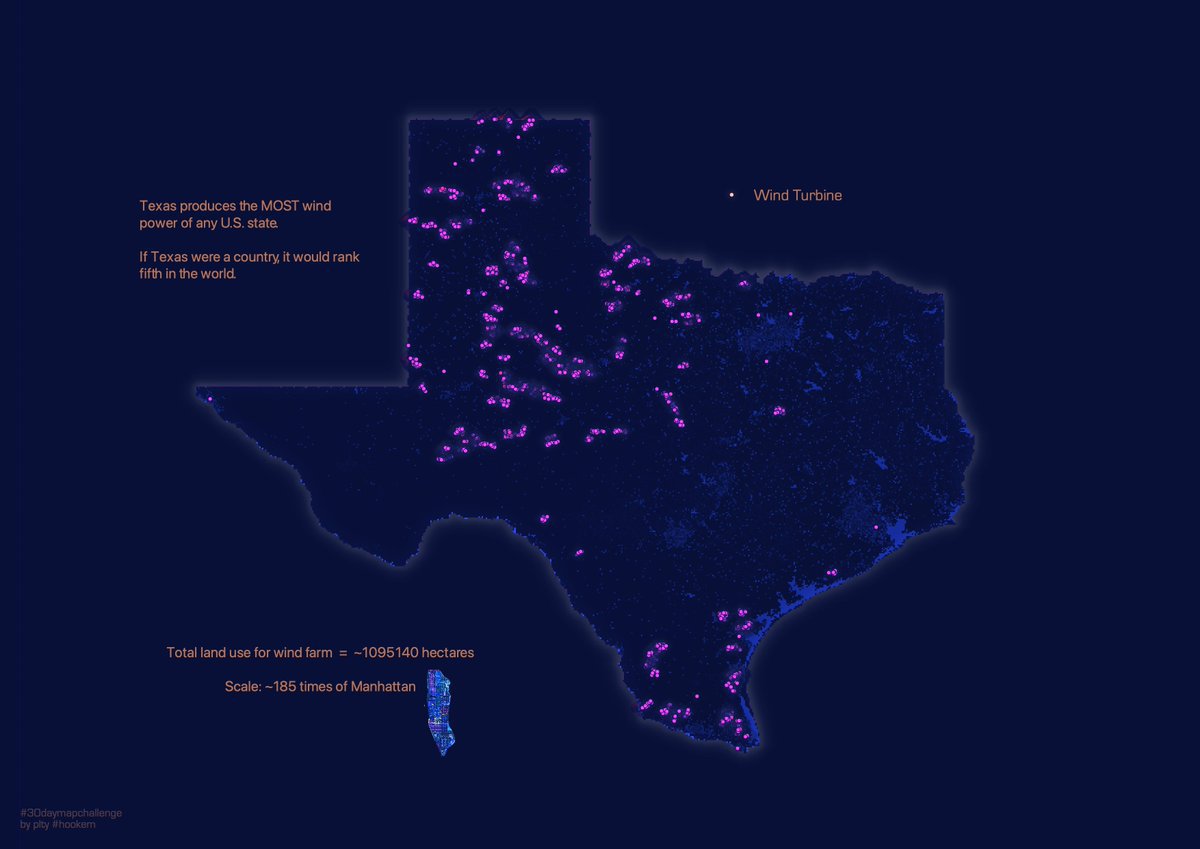 Texas produces the MOST wind
power of any U.S. state.
If Texas were a country, it would rank
fifth in the world.
Wind Turbine
Total land use for wind farm = ~1095140 hectares
Scale: ~185 times of Manhattan
#30daymapchallenge
by plty #hookem